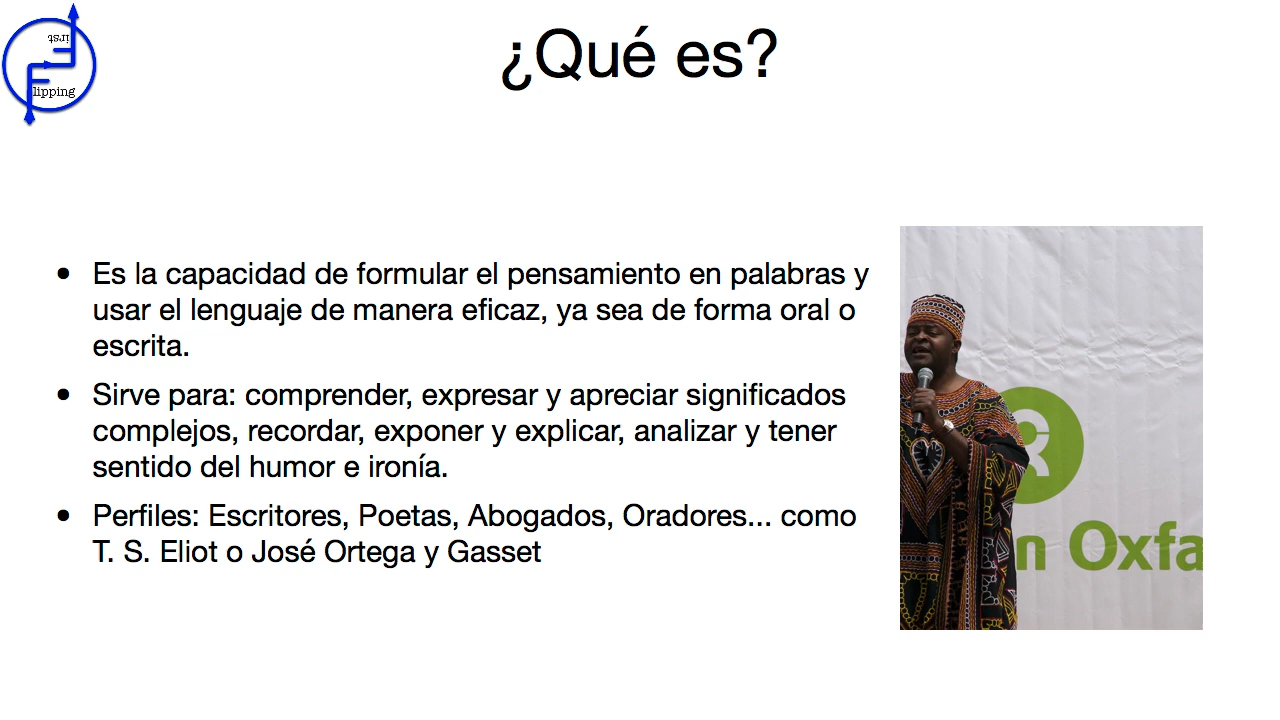 irst
lipping
¿Qué es?
• Es la capacidad de formular el pensamiento en palabras y
usar el lenguaje de manera eficaz, ya sea de forma oral o
escrita.
• Sirve para: comprender, expresar y apreciar significados
complejos, recordar, exponer y explicar, analizar y tener
sentido del humor e ironía.
• Perfiles: Escritores, Poetas, Abogados, Oradores... como
T. S. Eliot o José Ortega y Gasset
n Oxfa